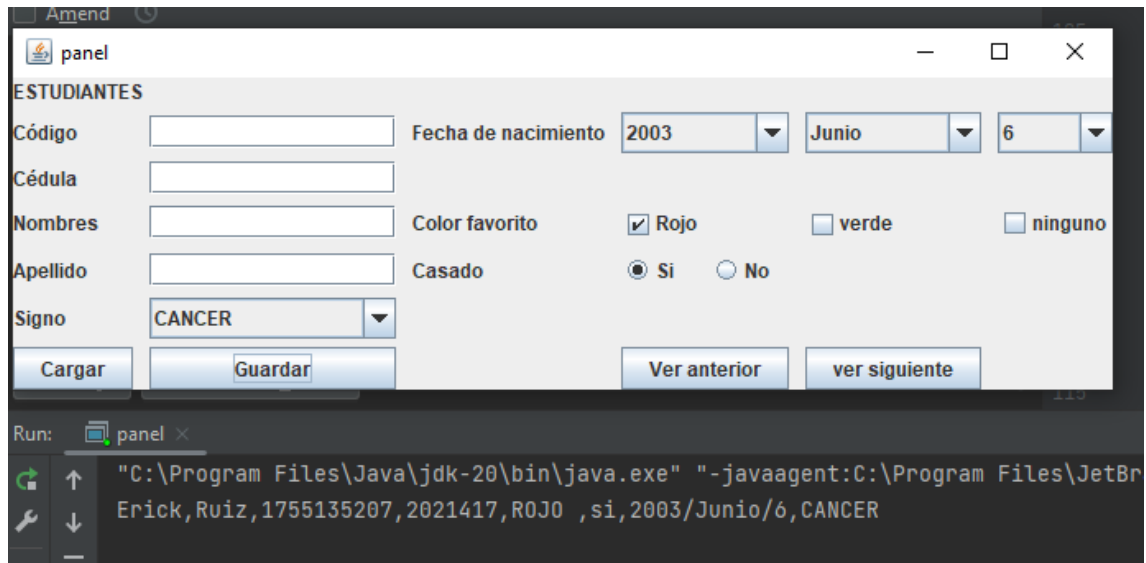 Amend
panel
ESTUDIANTES
Código Fecha de nacimiento 2003 Junio 6
Cédula
Nombres Color favorito Rojo verde ninguno
Apellido Casado Si No
Signo CANCER
Cargar Guardar Ver anterior ver siguiente
115
Run: panel
"C:\Program Files\Java\jdk-20\bin\java.exe" "-javaagent:C:\Program Files\JetBr
Erick,Ruiz,1755135207,2021417,ROJO ,si,2003/Junio/6,CANCER